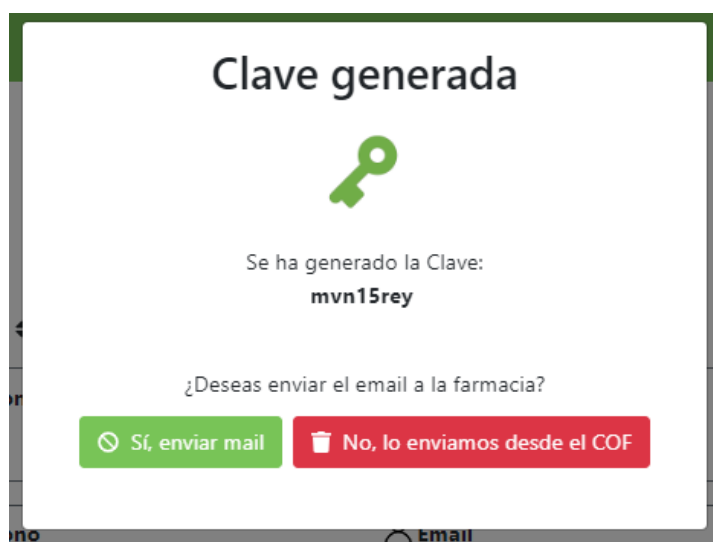 Clave generada
Se ha generado la Clave:
mvn15rey
¿Deseas enviar el email a la farmacia?
Sí, enviar mail
No, lo enviamos desde el COF
Email